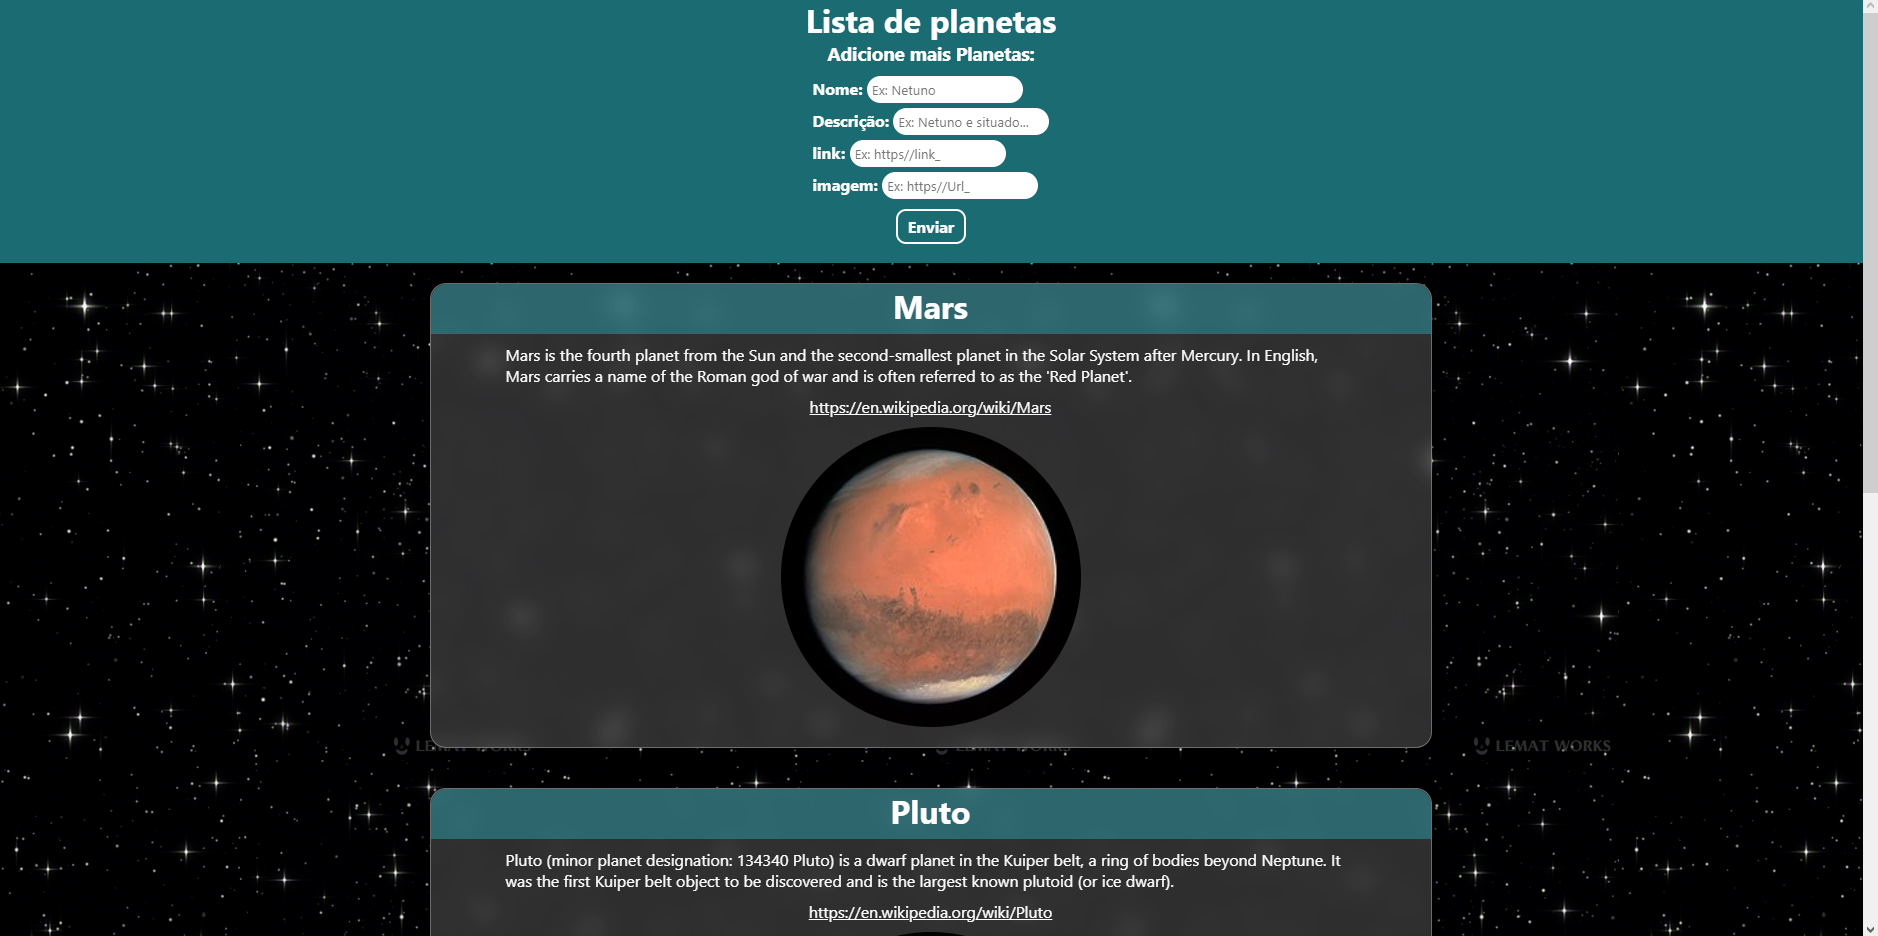 Lista de planetas
Adicione mais Planetas:
Nome: Ex: Netuno
Descrição: Ex: Netuno e situado...
link: Ex: https//link_
imagem: Ex: https//Url_
Enviar
Mars
Mars is the fourth planet from the Sun and the second-smallest planet in the Solar System after Mercury. In English,
Mars carries a name of the Roman god of war and is often referred to as the 'Red Planet'.
https://en.wikipedia.org/wiki/Mars
LEMAT WORKS LEMAT WORKS LEMAT WORKS
Pluto
Pluto (minor planet designation: 134340 Pluto) is a dwarf planet in the Kuiper belt, a ring of bodies beyond Neptune. It
was the first Kuiper belt object to be discovered and is the largest known plutoid (or ice dwarf).
https://en.wikipedia.org/wiki/Pluto